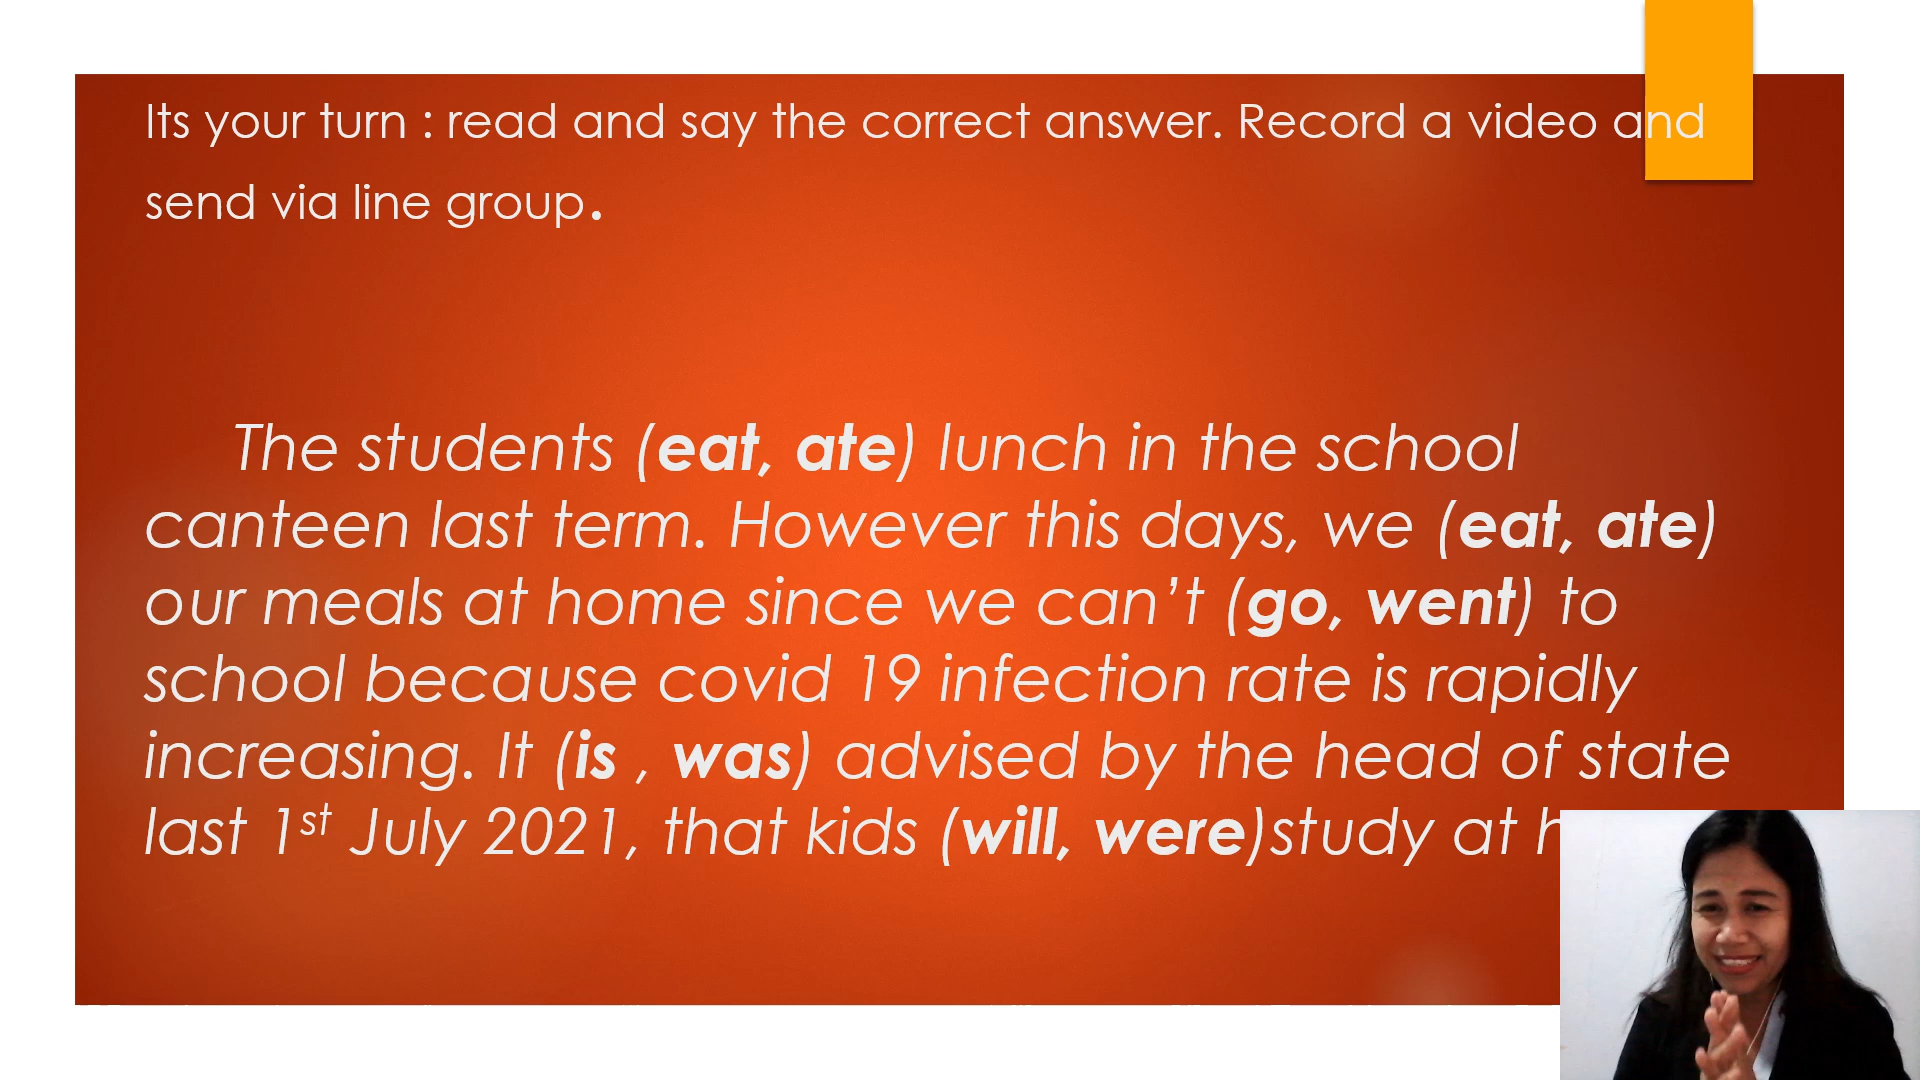 Its your turn : read and say the correct answer. Record a video and
send via line group.
The students (eat, ate) lunch in the school
canteen last term. However this days, we (eat, ate)
our meals at home since we can’t (go, went) to
school because covid 19 infection rate is rapidly
increasing. It (is , was) advised by the head of state
last 1st July 2021, that kids (will, were)study at